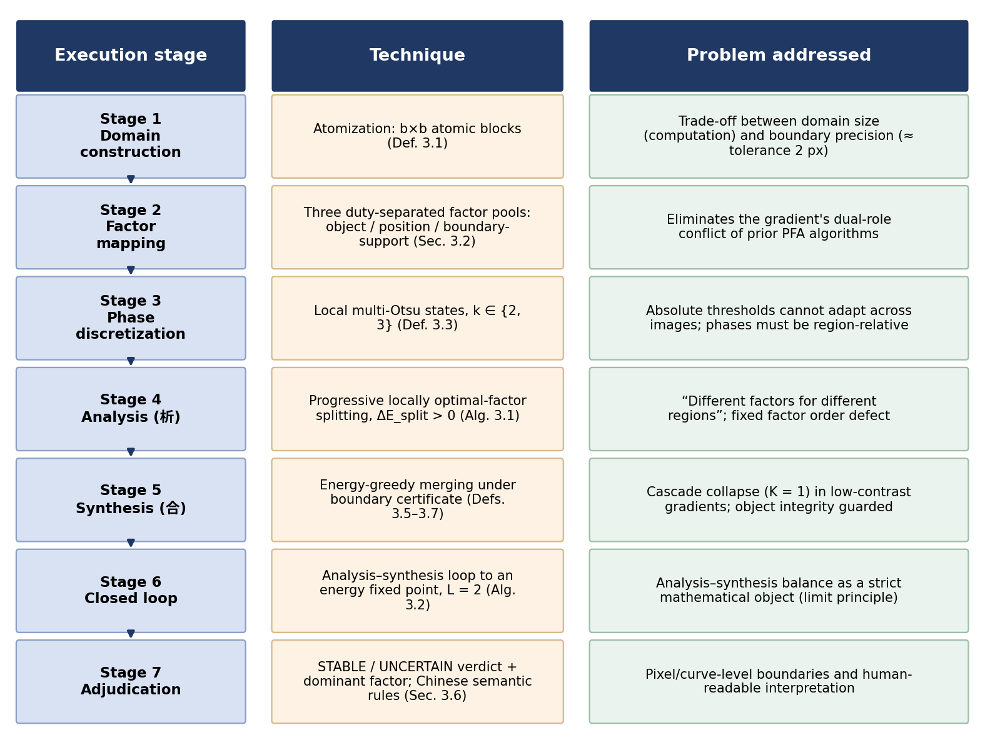 Execution stage
Technique
Problem addressed
Stage 1
Domain
construction
Atomization: b×b atomic blocks
(Def. 3.1)
Trade-off between domain size
(computation) and boundary precision (≈
tolerance 2 px)
Stage 2
Factor
mapping
Three duty-separated factor pools:
object / position / boundary-
support (Sec. 3.2)
Eliminates the gradient's dual-role
conflict of prior PFA algorithms
Stage 3
Phase
discretization
Local multi-Otsu states, k ∈ {2,
3} (Def. 3.3)
Absolute thresholds cannot adapt across
images; phases must be region-relative
Stage 4
Analysis (析)
Progressive locally optimal-factor
splitting, ΔE_split > 0 (Alg. 3.1)
“Different factors for different
regions”; fixed factor order defect
Stage 5
Synthesis (合)
Energy-greedy merging under
boundary certificate (Defs.
3.5–3.7)
Cascade collapse (K = 1) in low-contrast
gradients; object integrity guarded
Stage 6
Closed loop
Analysis–synthesis loop to an
energy fixed point, L = 2 (Alg.
3.2)
Analysis–synthesis balance as a strict
mathematical object (limit principle)
Stage 7
Adjudication
STABLE / UNCERTAIN verdict +
dominant factor; Chinese semantic
rules (Sec. 3.6)
Pixel/curve-level boundaries and human-
readable interpretation